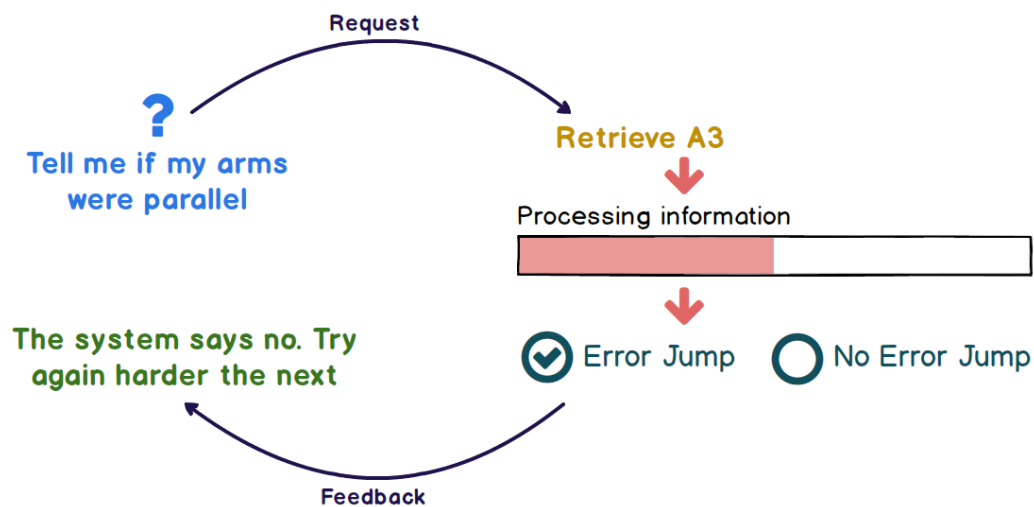 Request
?
Tell me if my arms
were parallel
Retrieve A3
Processing information
The system says no. Try
again harder the next
Error Jump
No Error Jump
Feedback